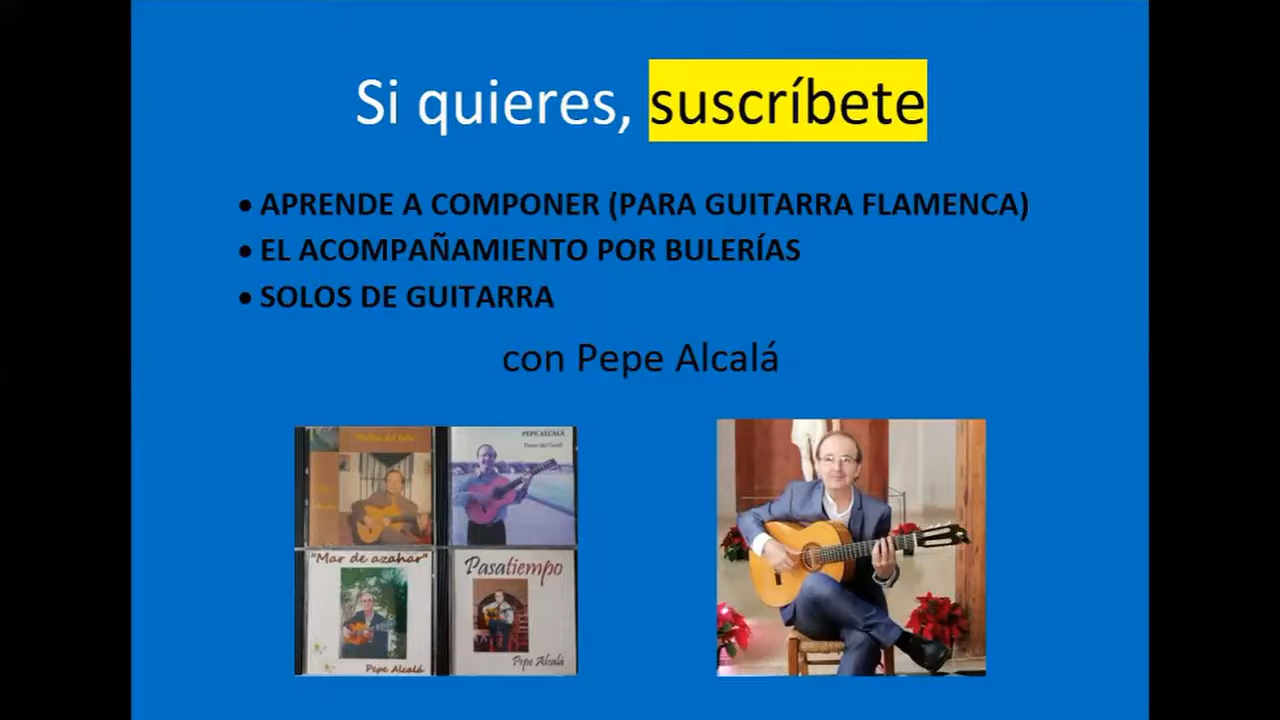 Si quieres, suscríbete
• APRENDE A COMPONER (PARA GUITARRA FLAMENCA)
• EL ACOMPAÑAMIENTO POR BULERÍAS
• SOLOS DE GUITARRA
con Pepe Alcalá
PEPE ALCALÁ
"Mar de azahar"
Pepe Alcalá
Pasatiempo
Pepe Alcalá